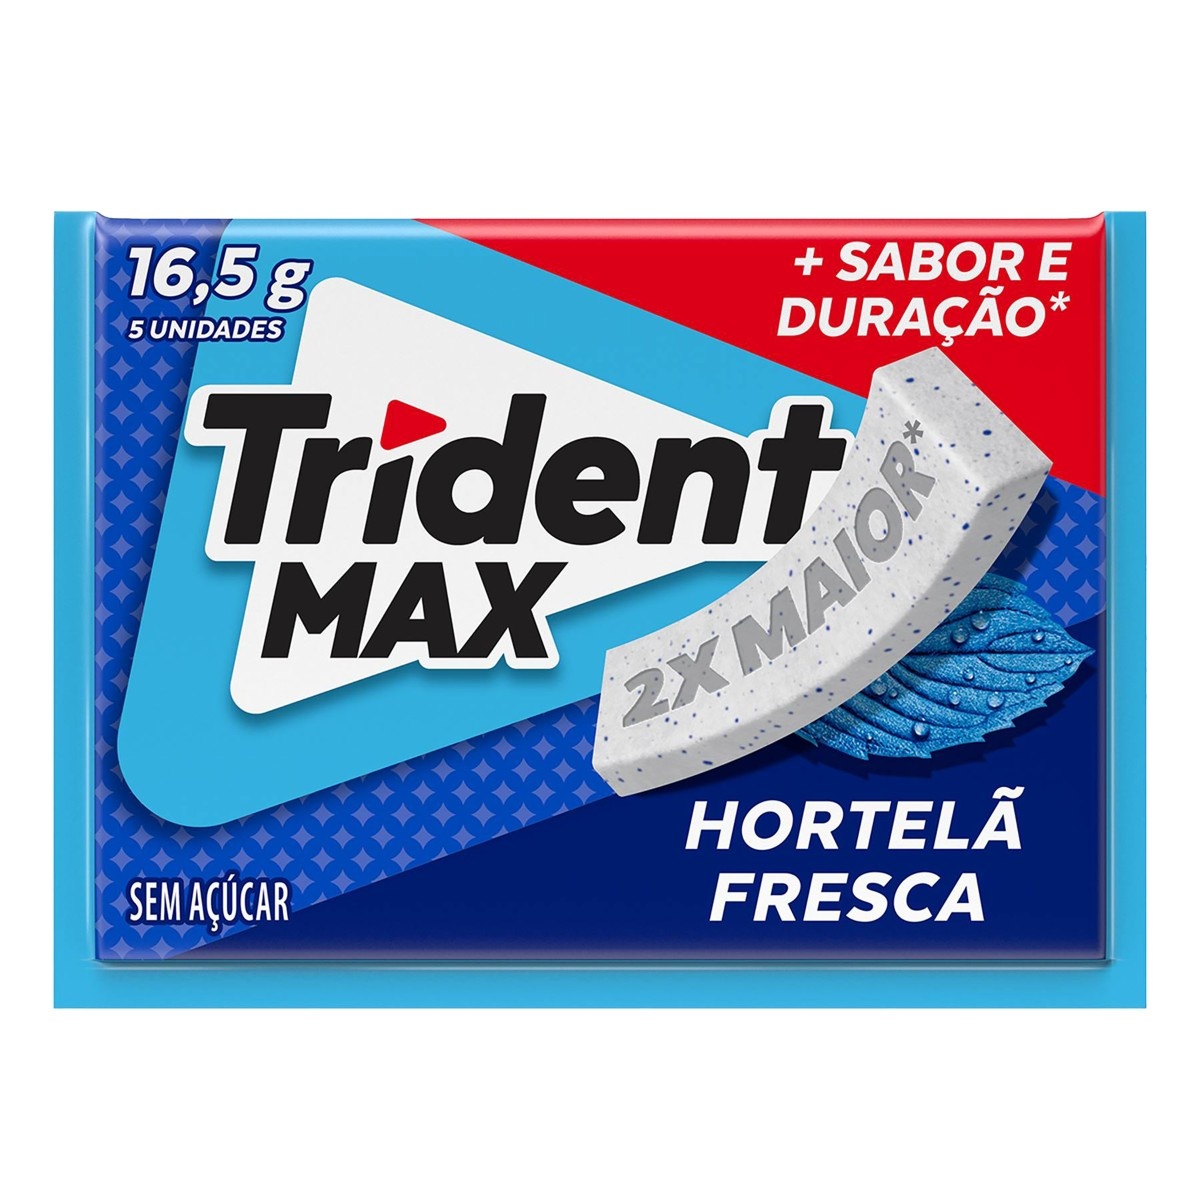 16,5 g
5 UNIDADES
+ SABOR E
DURAÇÃO*
Trident
MAX
2X MAIOR*
HORTELÃ
FRESCA
SEM AÇÚCAR